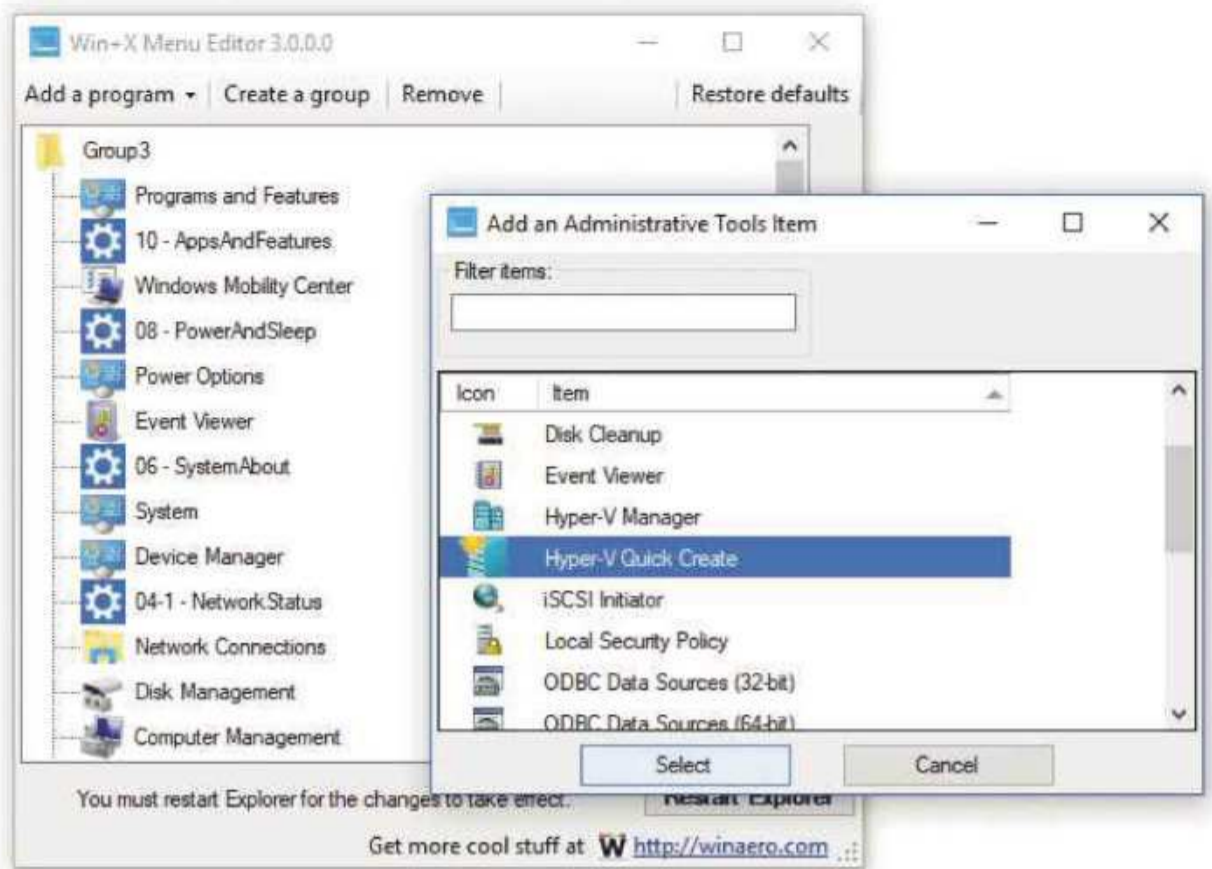 Win+X Menu Editor 3.0.0.0
Add a program Create a group Remove Restore defaults
Group3
Programs and Features
10 - AppsAndFeatures
Windows Mobility Center
08 - PowerAndSleep
Power Options
Event Viewer
06 - SystemAbout
System
Device Manager
04-1 - NetworkStatus
Network Connections
Disk Management
Computer Management
You must restart Explorer for the changes to take effect. Restart Explorer
Get more cool stuff at W http://winaero.com
Add an Administrative Tools Item
Filter items:
Icon Item
Disk Cleanup
Event Viewer
Hyper-V Manager
Hyper-V Quick Create
iSCSI Initiator
Local Security Policy
ODBC Data Sources (32-bit)
ODBC Data Sources (64-bit)
Select Cancel